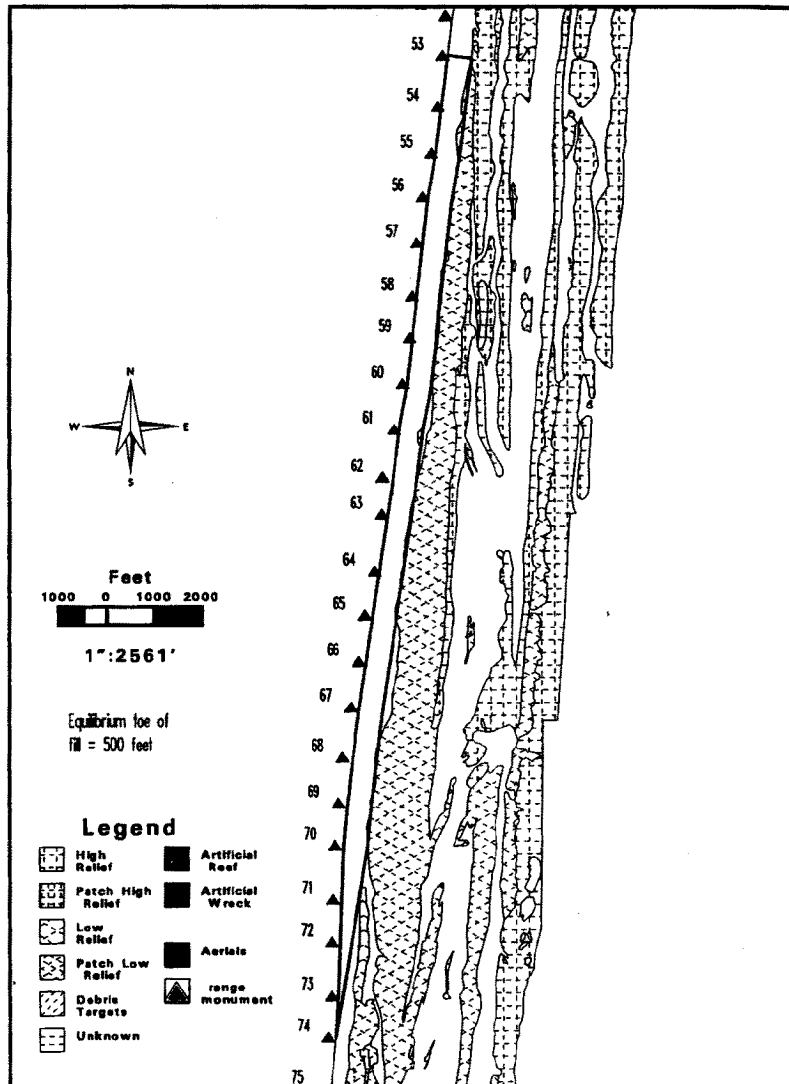 53
54
55
56
57
58
59
60
61
62
63
64
65
66
67
68
69
70
71
72
73
74
75
N
W E
S
Feet
1000 0 1000 2000
1":2561'
Equilibrium toe of
fill = 500 feet
Legend
High
Relief
Patch High
Relief
Low
Relief
Patch Low
Relief
Debris
Targets
Unknown
Artificial
Reef
Artificial
Wreck
Aerials
range
monument